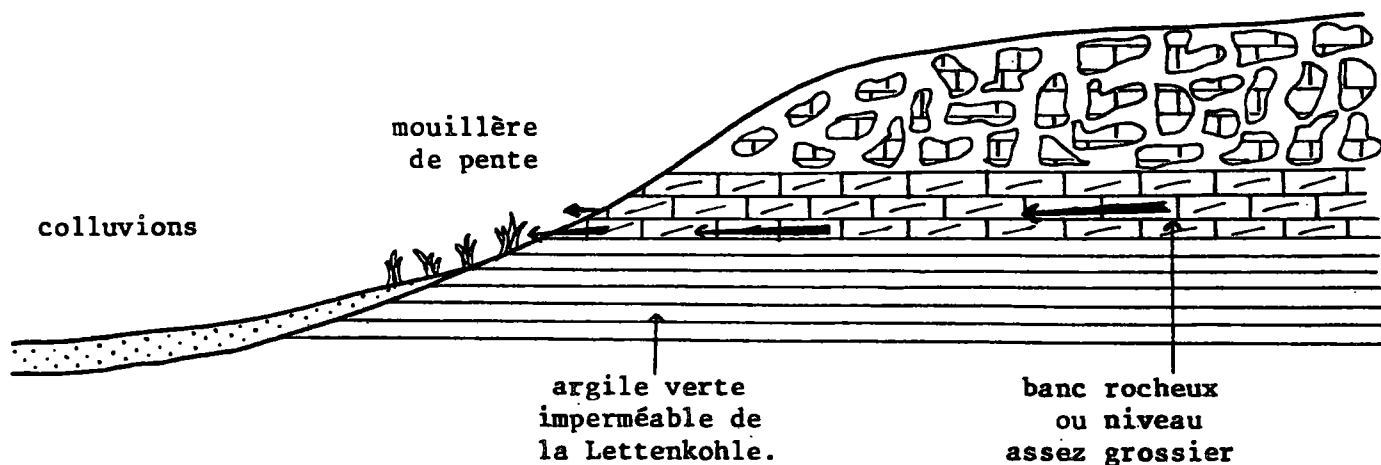 mouillère
de pente
colluvions
argile verte
imperméable de
la Lettenkohle.
banc rocheux
ou niveau
assez grossier